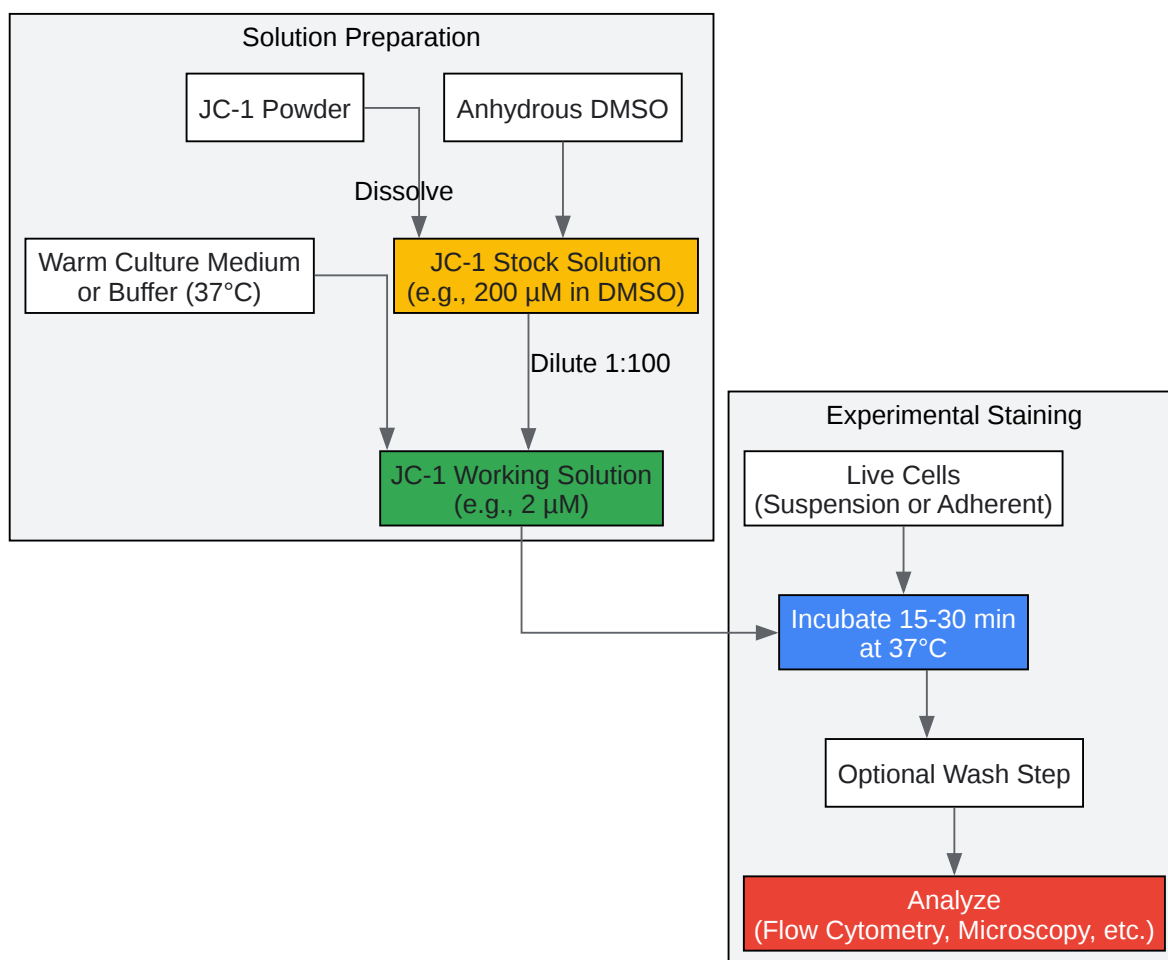 Solution Preparation
JC-1 Powder
Anhydrous DMSO
Dissolve
Warm Culture Medium
or Buffer (37°C)
JC-1 Stock Solution
(e.g., 200 µM in DMSO)
Dilute 1:100
JC-1 Working Solution
(e.g., 2 µM)
Experimental Staining
Live Cells
(Suspension or Adherent)
Incubate 15-30 min
at 37°C
Optional Wash Step
Analyze
(Flow Cytometry, Microscopy, etc.)